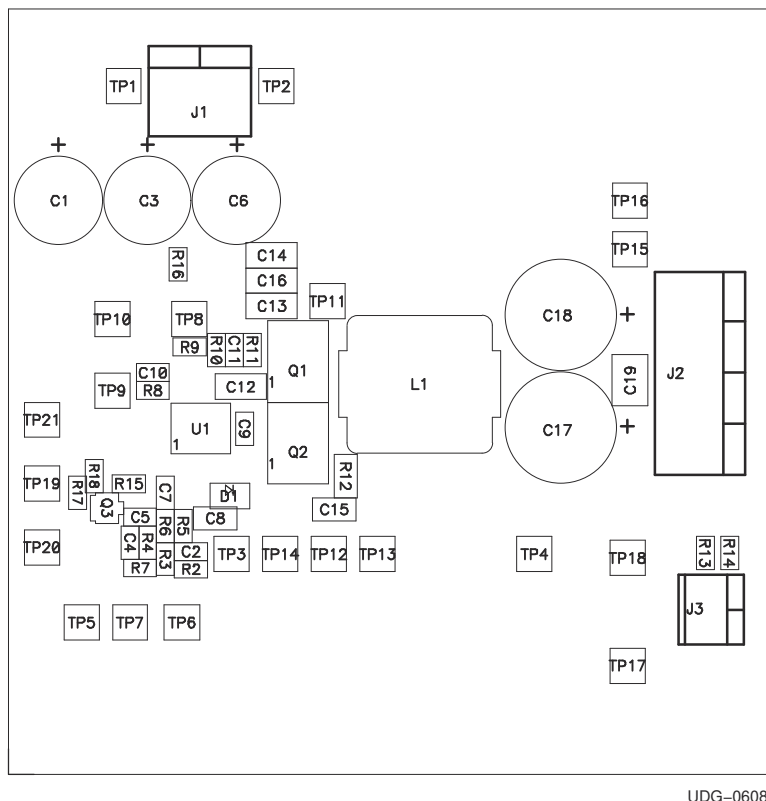 TP1
TP2
J1
+ + +
C1
C3
C6
TP16
TP15
R16
C14
C16
C13
TP11
TP10
TP8
R9
R10
C11
R11
C18
+
C10
R8
TP9
C12
Q1
1
L1
C19
J2
TP21
U1
1
C9
Q2
1
C17
+
TP19
R17
R18
R15
Q3
C7
D1
R12
C15
C5
C8
R6
R5
TP20
C4
R4
R3
C2
R7
R2
TP3
TP14
TP12
TP13
TP4
TP18
R13
R14
J3
TP5
TP7
TP6
TP17
UDG-0608